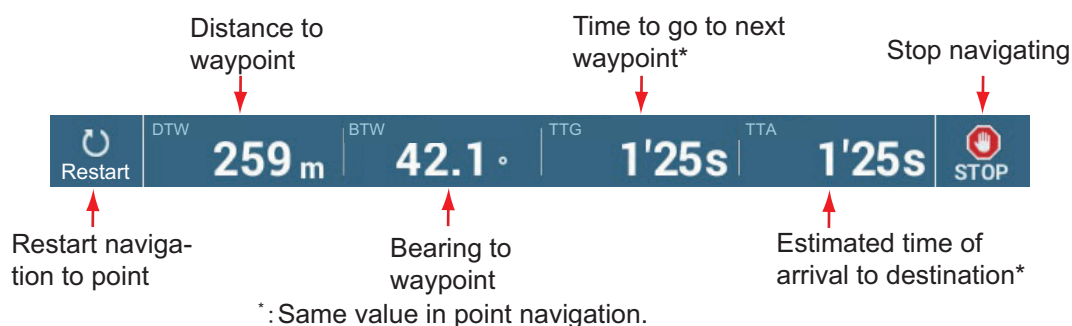 Distance to
waypoint
Time to go to next
waypoint*
Stop navigating
Restart
DTW
259 m
BTW
42.1 °
TTG
1'25s
TTA
1'25s
STOP
Restart naviga-
tion to point
Bearing to
waypoint
Estimated time of
arrival to destination*
*: Same value in point navigation.